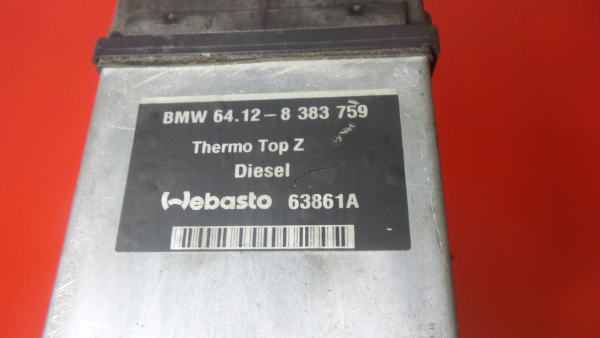 BMW 64.12-8 383 759
Thermo Top Z
Diesel
Webasto 63861A